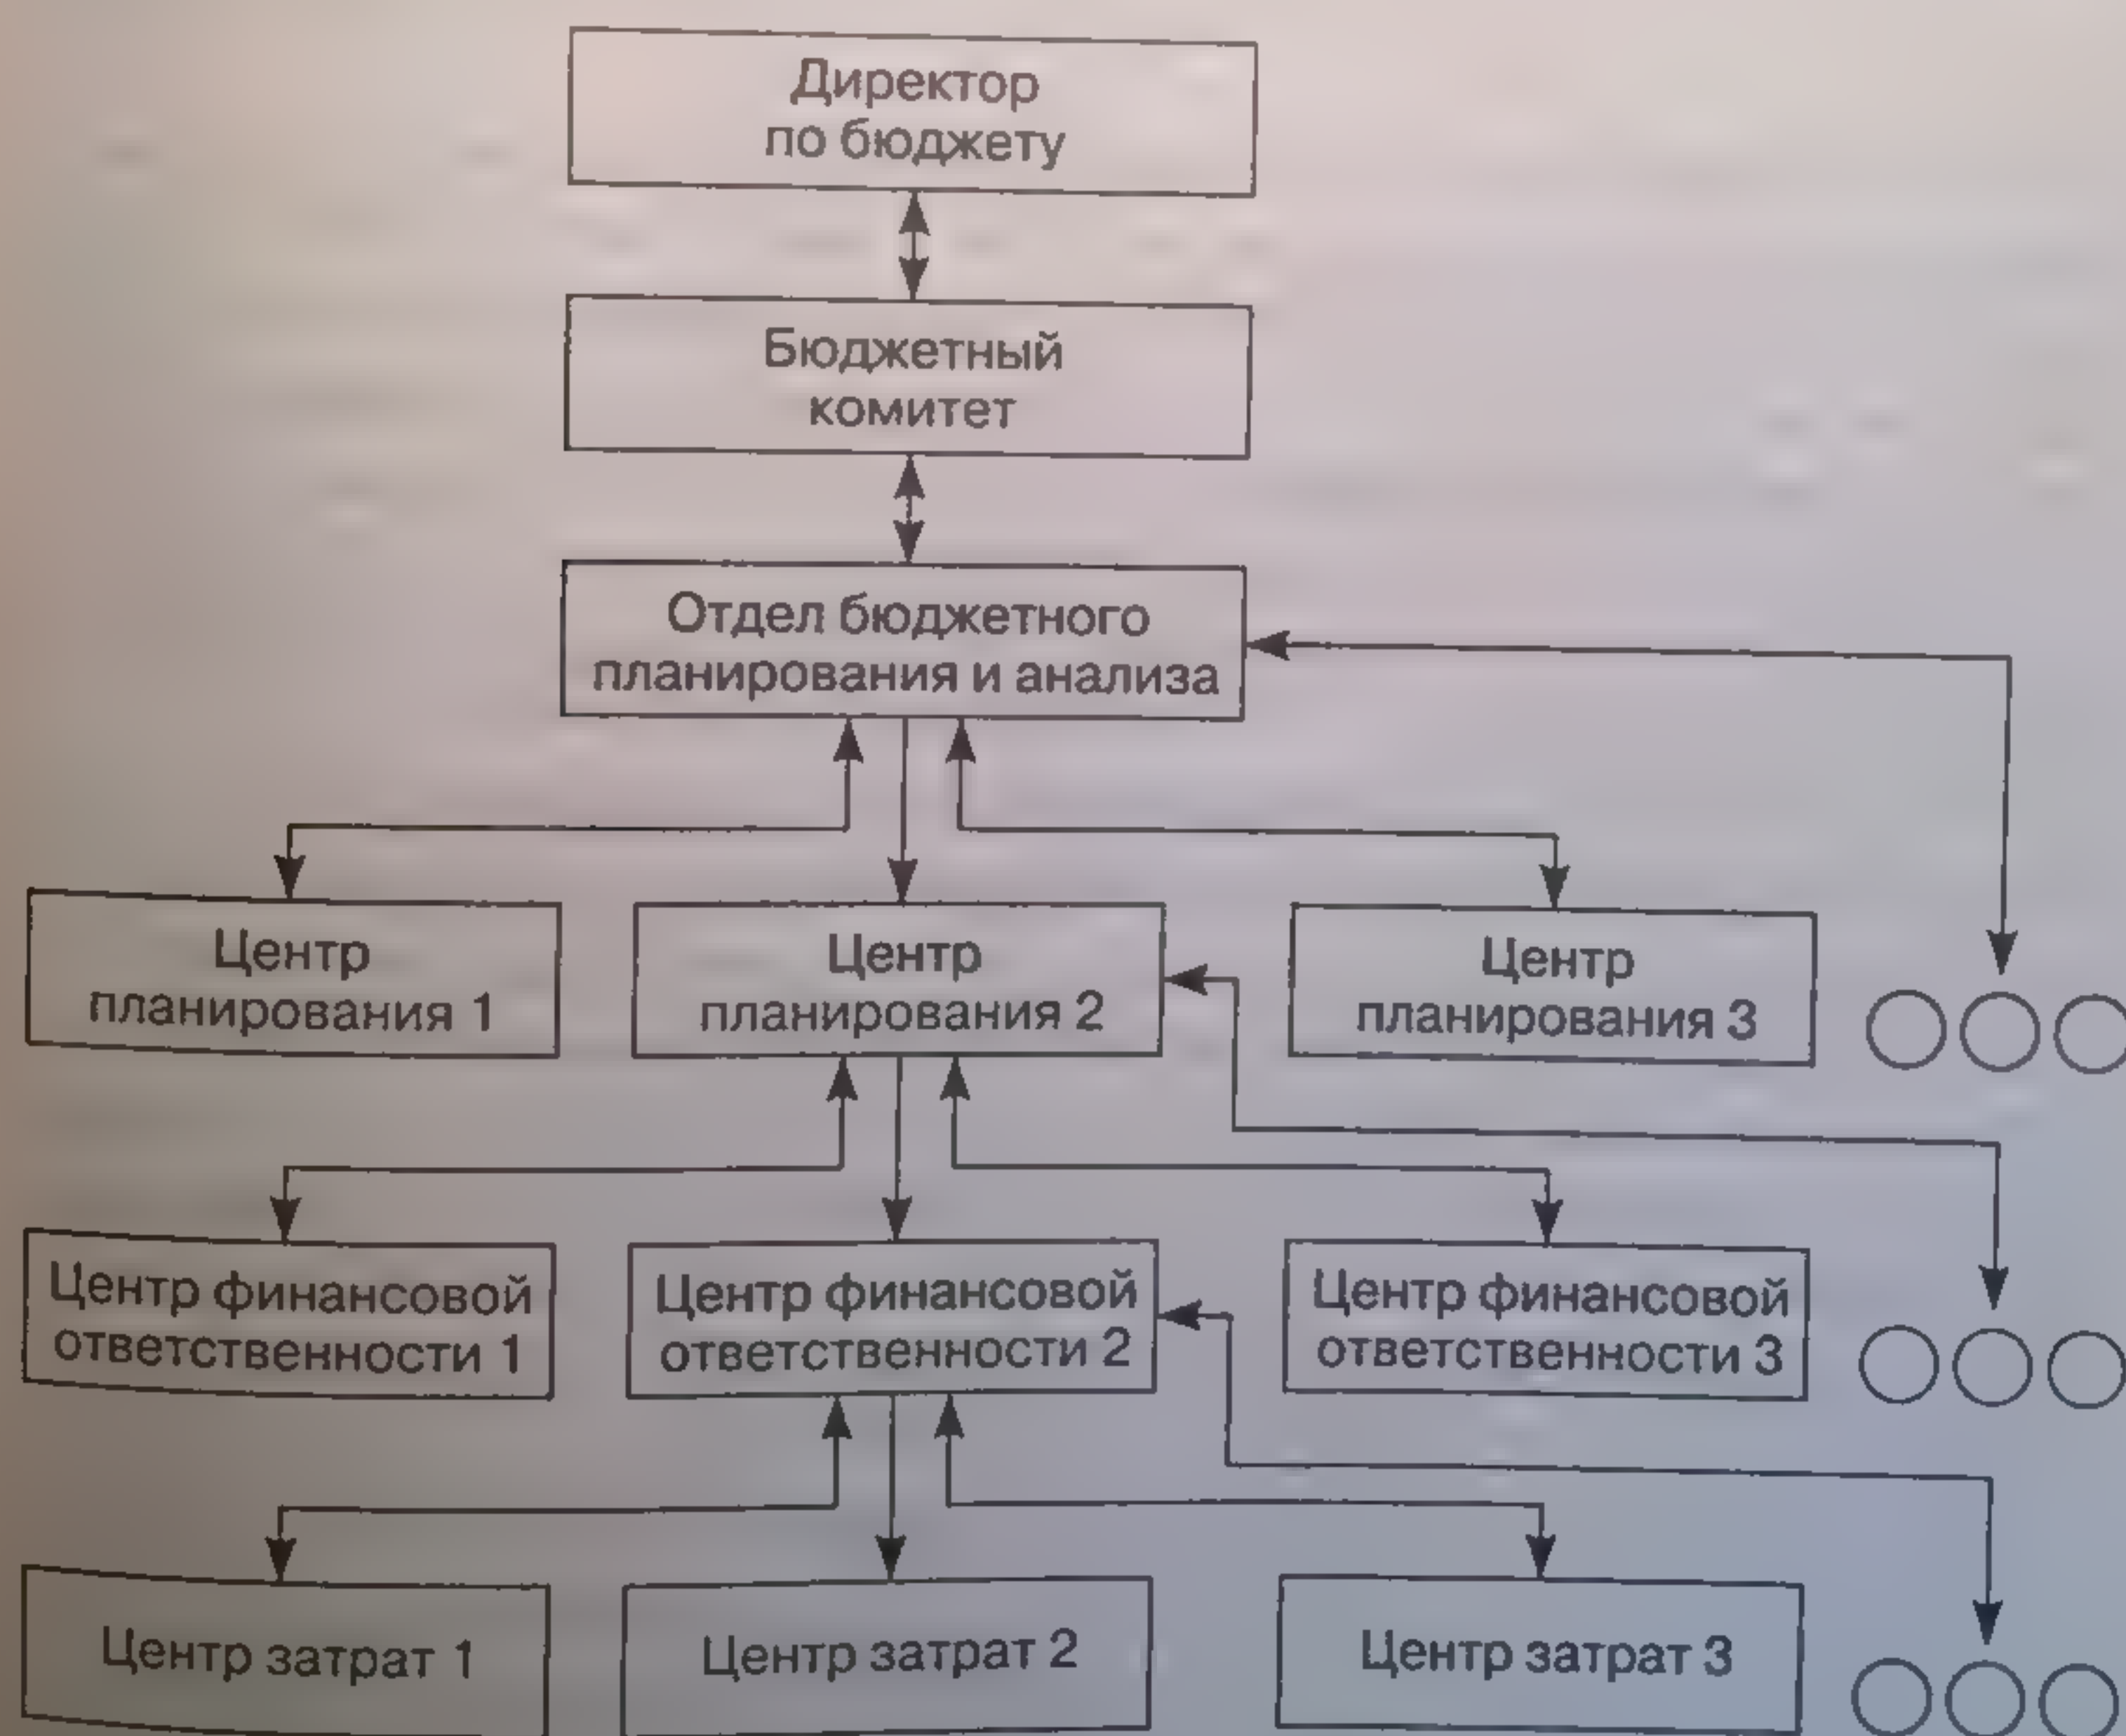 Директор
по бюджету
Бюджетный
комитет
Отдел бюджетного
планирования и анализа
Центр
планирования 1
Центр
планирования 2
Центр
планирования 3
Центр финансовой
ответственности 1
Центр финансовой
ответственности 2
Центр финансовой
ответственности 3
Центр затрат 1
Центр затрат 2
Центр затрат 3